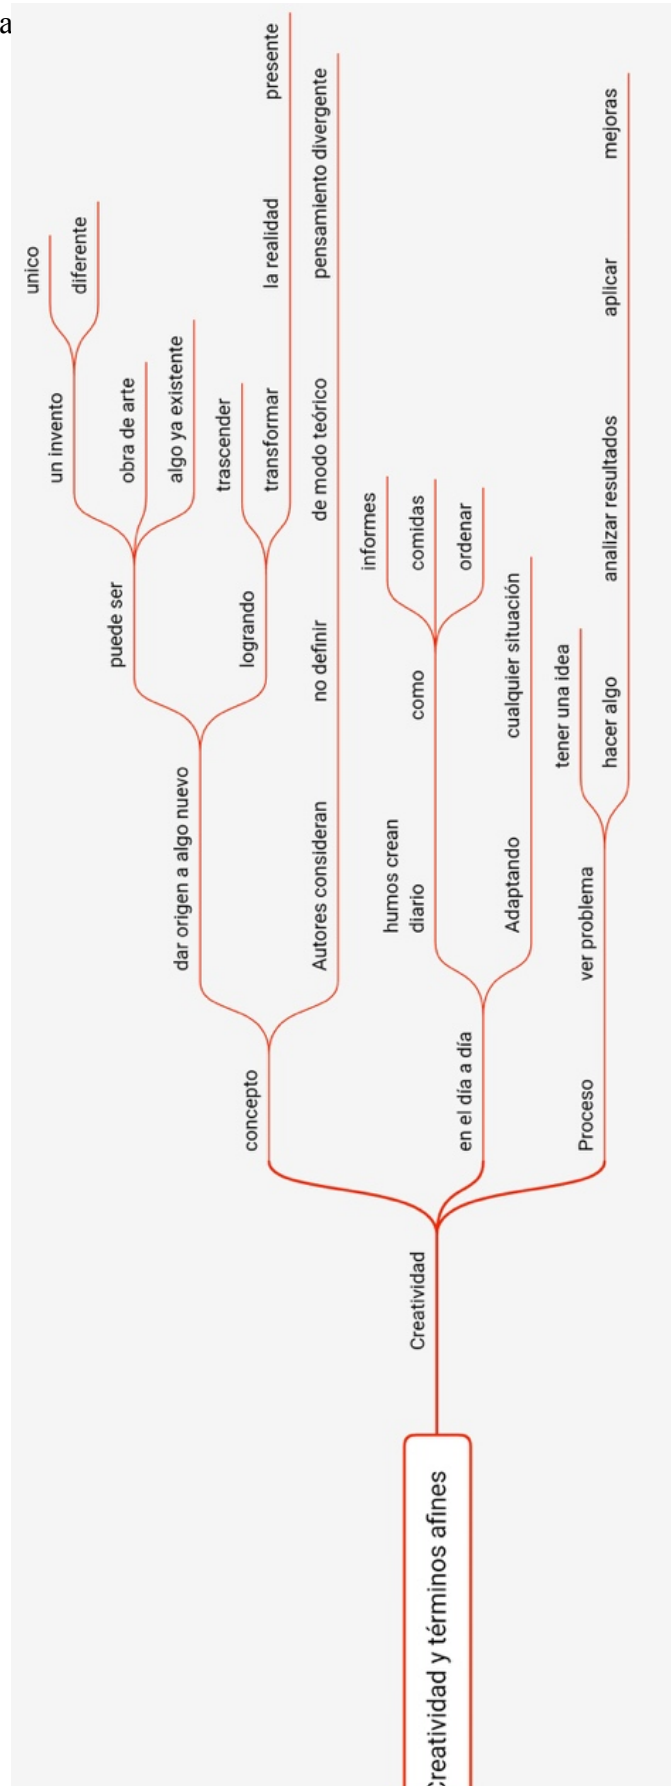 a
Creatividad y términos afines
Creatividad
concepto
dar origen a algo nuevo
puede ser
un invento
unico
diferente
obra de arte
algo ya existente
logrando
trascender
transformar
la realidad
presente
Autores consideran
no definir
de modo teórico
pensamiento divergente
en el día a día
humos crean
diario
como
informes
comidas
ordenar
Adaptando
cualquier situación
Proceso
ver problema
tener una idea
hacer algo
analizar resultados
aplicar
mejoras